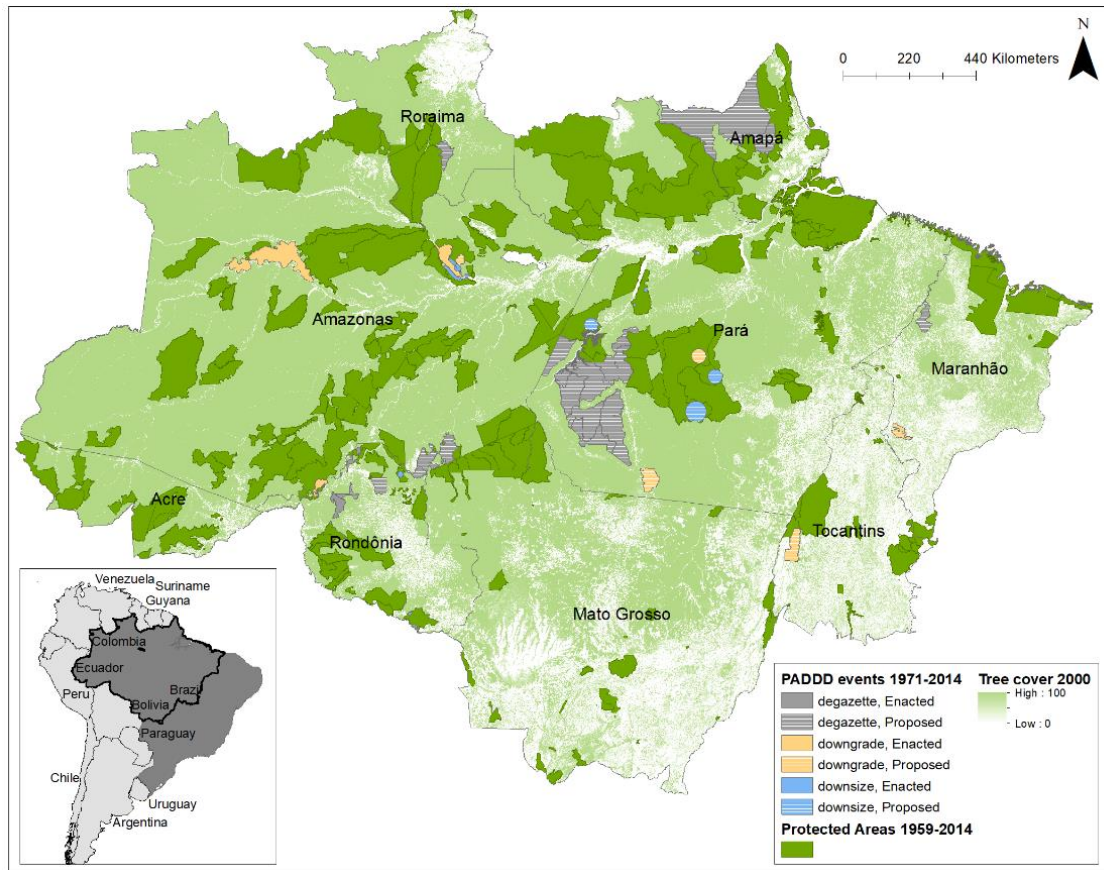 N
0 220 440 Kilometers
Roraima
Amapá
Amazonas
Pará
Maranhão
Acre
Rondônia
Tocantins
Mato Grosso
Venezuela
Suriname
Guyana
Colombia
Ecuador
Peru
Brazi
Bolivia
Paraguay
Chile
Uruguay
Argentina
PADDD events 1971-2014
degazette, Enacted
degazette, Proposed
downgrade, Enacted
downgrade, Proposed
downsize, Enacted
downsize, Proposed
Protected Areas 1959-2014
Tree cover 2000
High : 100
Low : 0